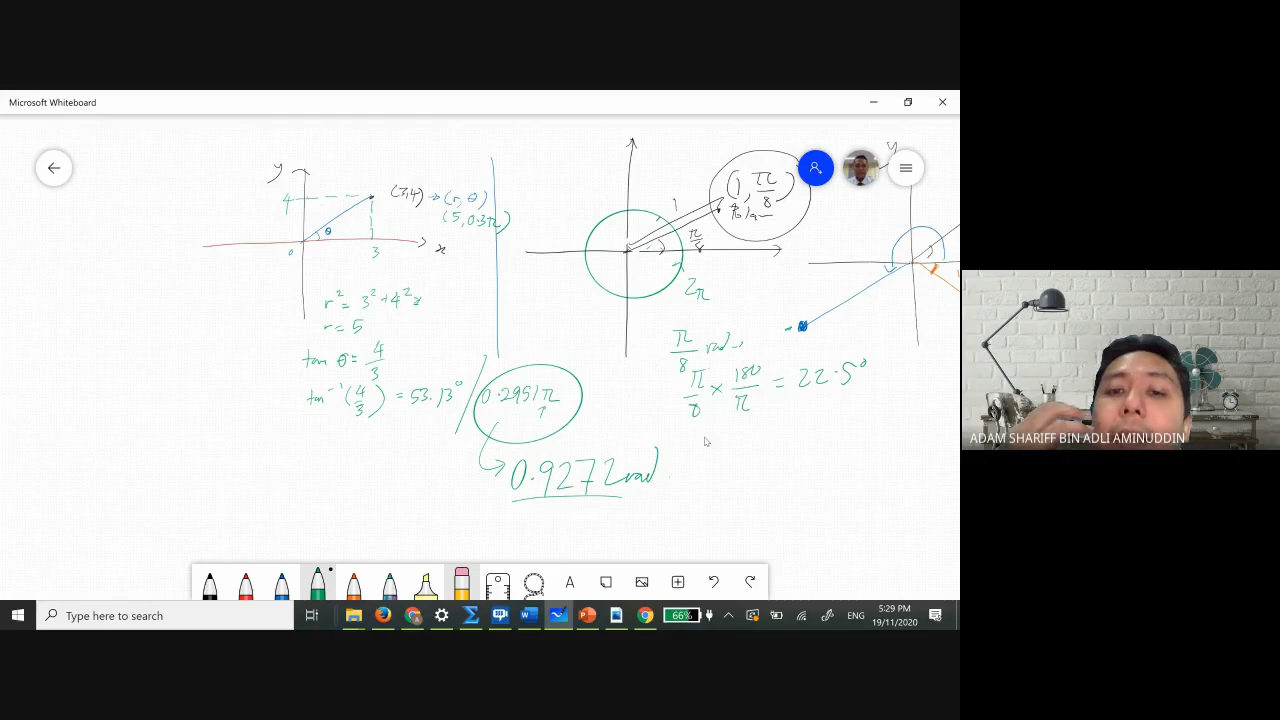 Microsoft Whiteboard
y
4
(3,4) → (r, θ)
(5, 0.3π)
θ
0
3
x
r² = 3² + 4²
r = 5
tan θ = 4/3
tan⁻¹(4/3) = 53.13° / 0.2951π
0.9272 rad
(1, π/8)
1
π/8
2π
π/8 rad →
π/8 × 180/π = 22.5°
y
ADAM SHARIFF BIN ADLI AMINUDDIN
Type here to search
66%
ENG
5:29 PM
19/11/2020